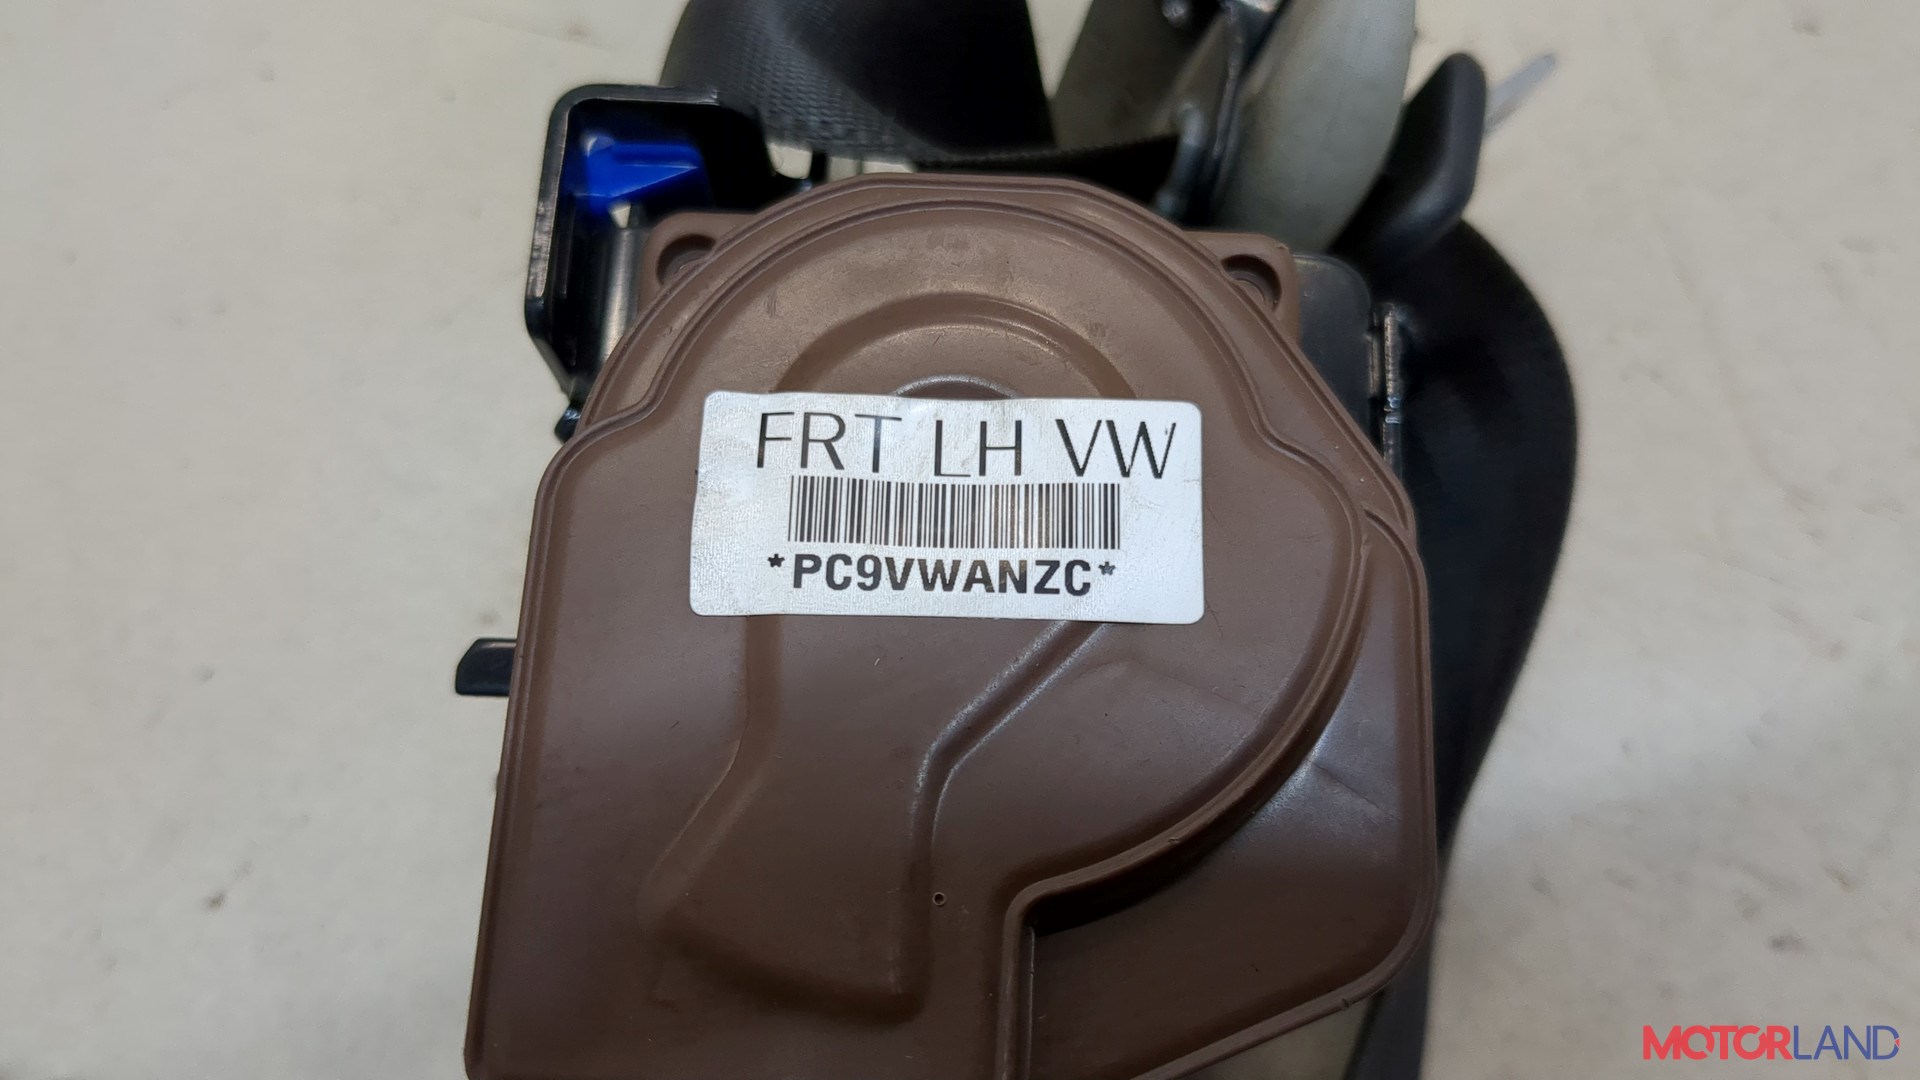 FRT LH VW
*PC9VWANZC*
MOTORLAND